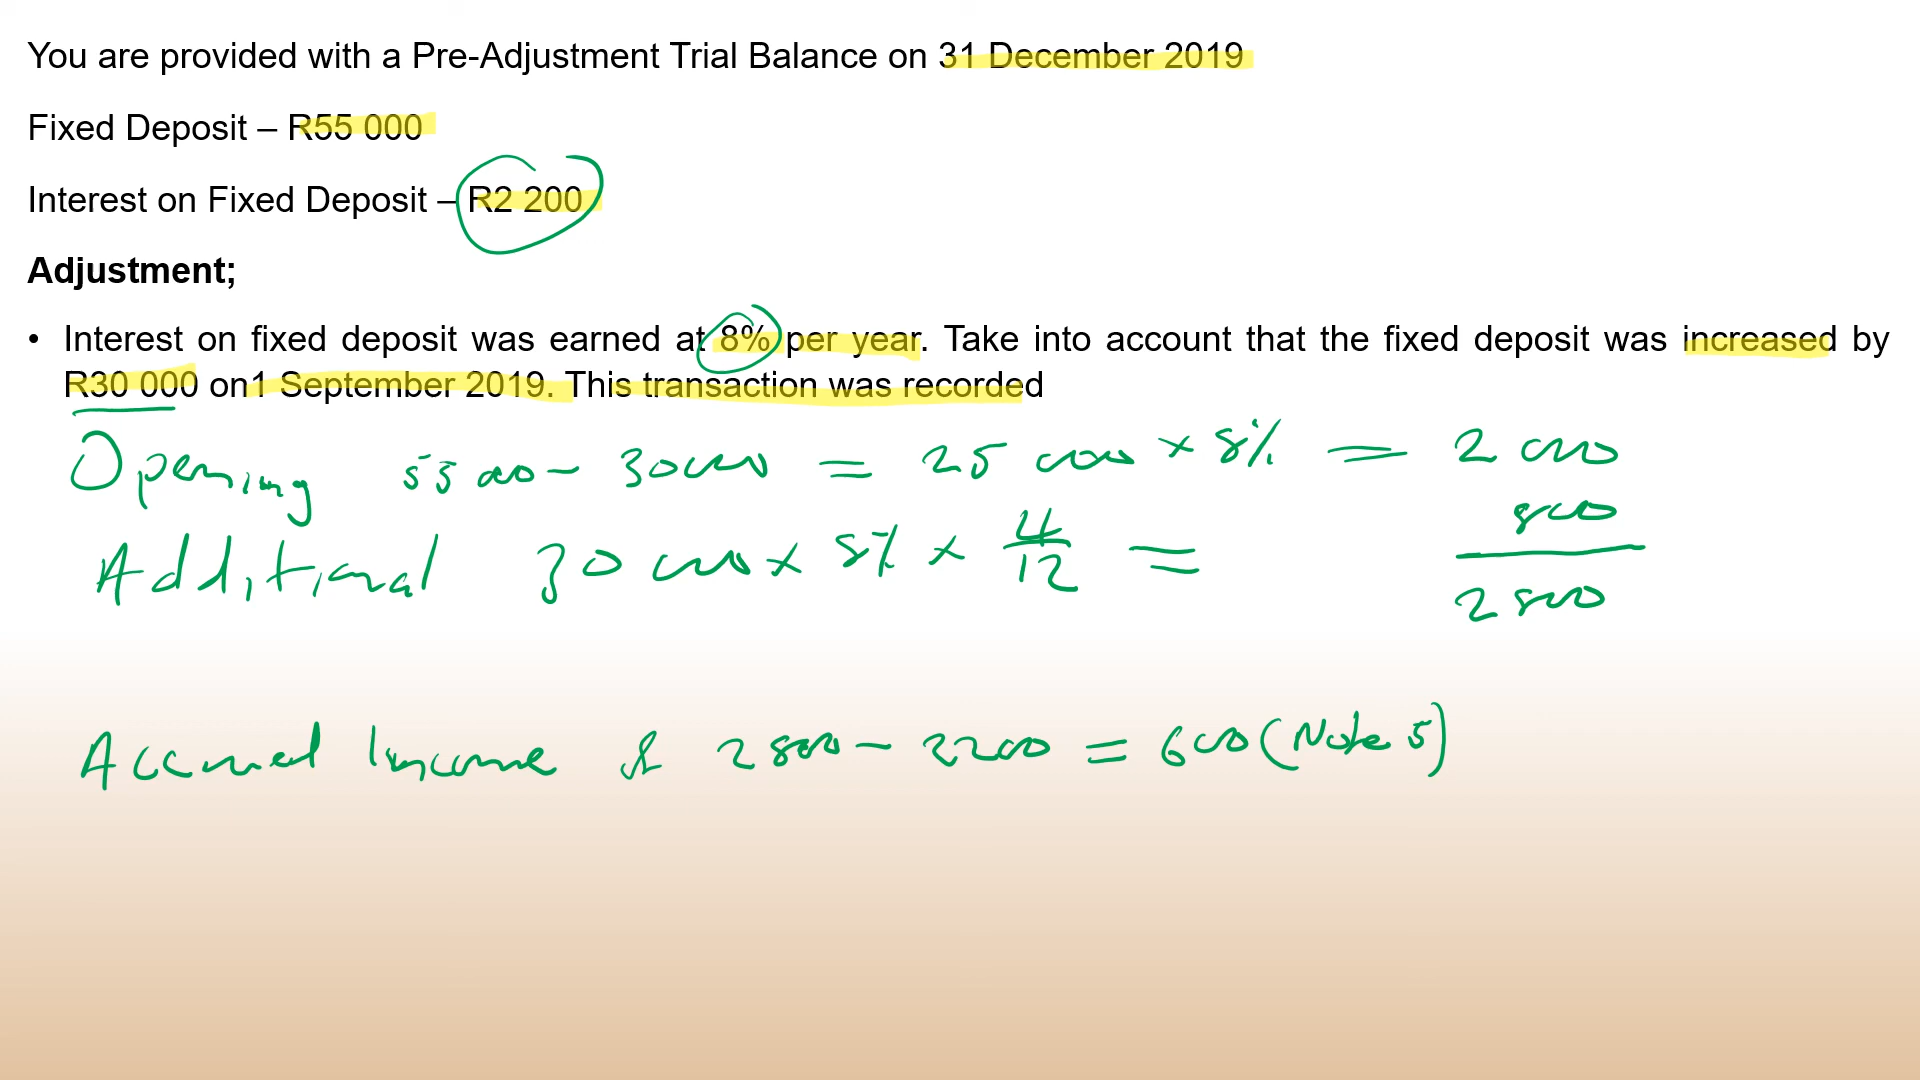 You are provided with a Pre-Adjustment Trial Balance on 31 December 2019
Fixed Deposit – R55 000
Interest on Fixed Deposit – R2 200
Adjustment;
• Interest on fixed deposit was earned at 8% per year. Take into account that the fixed deposit was increased by
R30 000 on1 September 2019. This transaction was recorded
Opening 55 000 - 30 000 = 25 000 × 8% = 2 000
800
Additional 30 000 × 8% × 4/12 =
2 800
Accrued Income 2 800 - 2 200 = 600 (Note 5)